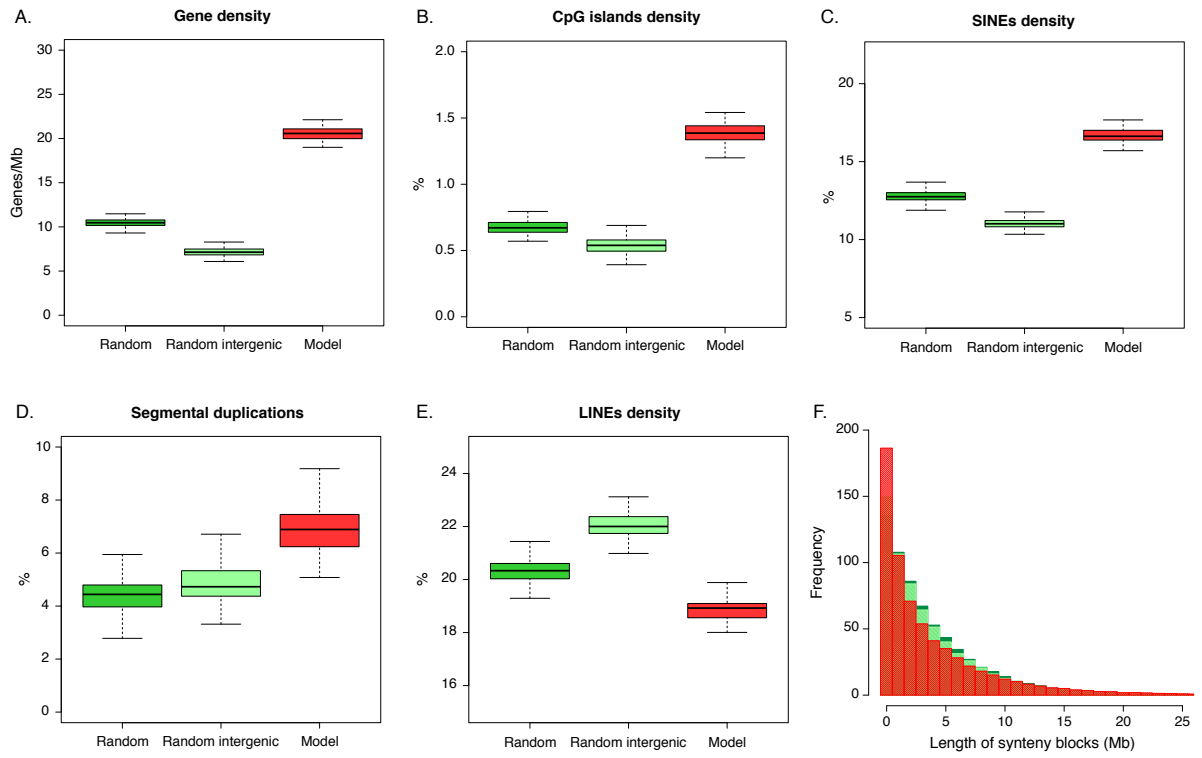 A.
Gene density
Genes/Mb
30
25
20
15
10
5
0
Random
Random intergenic
Model
B.
CpG islands density
%
2.0
1.5
1.0
0.5
0.0
Random
Random intergenic
Model
C.
SINEs density
%
20
15
10
5
Random
Random intergenic
Model
D.
Segmental duplications
%
10
8
6
4
2
0
Random
Random intergenic
Model
E.
LINEs density
%
24
22
20
18
16
Random
Random intergenic
Model
F.
Frequency
200
150
100
50
0
0
5
10
15
20
25
Length of synteny blocks (Mb)